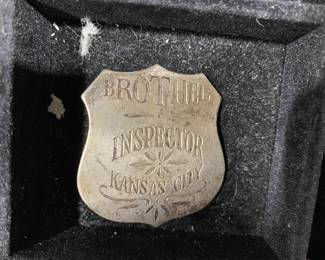 BROTHEL
INSPECTOR
KANSAS CITY